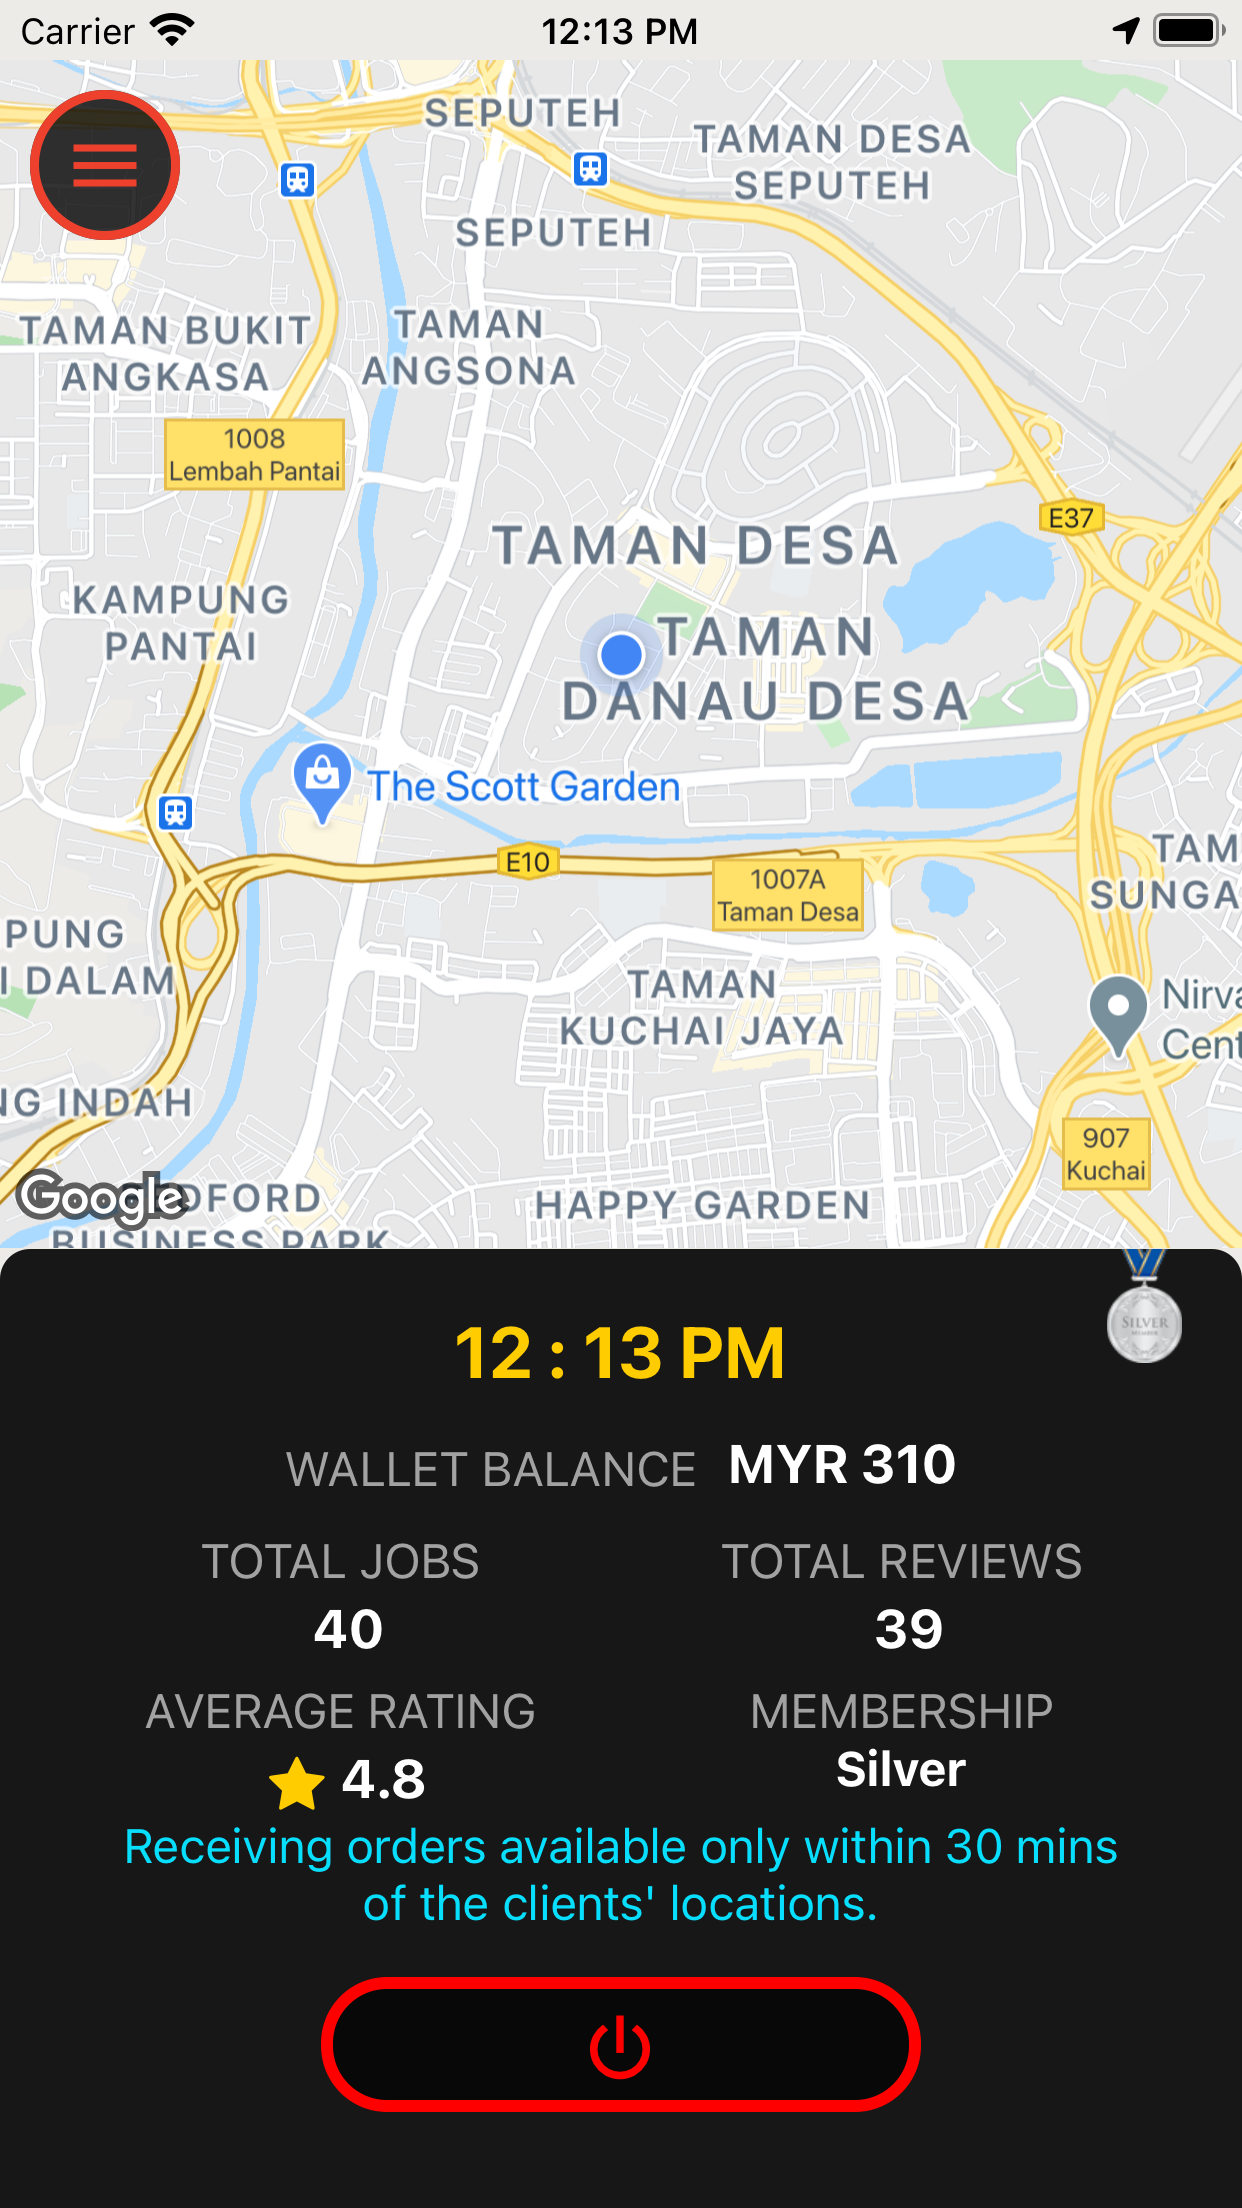 Carrier
12:13 PM
SEPUTEH
TAMAN DESA
SEPUTEH
SEPUTEH
TAMAN BUKIT
ANGKASA
TAMAN
ANGSONA
1008
Lembah Pantai
E37
TAMAN DESA
KAMPUNG
PANTAI
TAMAN
DANAU DESA
The Scott Garden
E10
1007A
Taman Desa
TAM
SUNGA
PUNG
I DALAM
TAMAN
KUCHAI JAYA
Nirva
Cent
NG INDAH
907
Kuchai
Google
DFORD
BUSINESS PARK
HAPPY GARDEN
SILVER
MEMBER
12 : 13 PM
WALLET BALANCE MYR 310
TOTAL JOBS
40
TOTAL REVIEWS
39
AVERAGE RATING
4.8
MEMBERSHIP
Silver
Receiving orders available only within 30 mins
of the clients' locations.